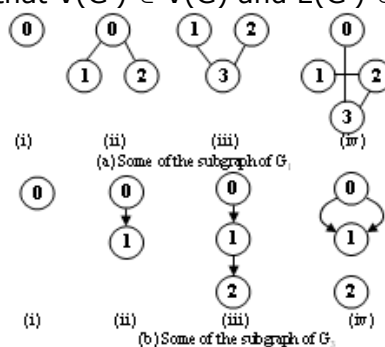 that V(G') ⊆ V(G) and E(G')
0 0 1 2 0
1 2 3 1 2
3
(i) (ii) (iii) (iv)
(a) Some of the subgraph of G1
0 0 0 0
1 1 1
2 2
(i) (ii) (iii) (iv)
(b) Some of the subgraph of G